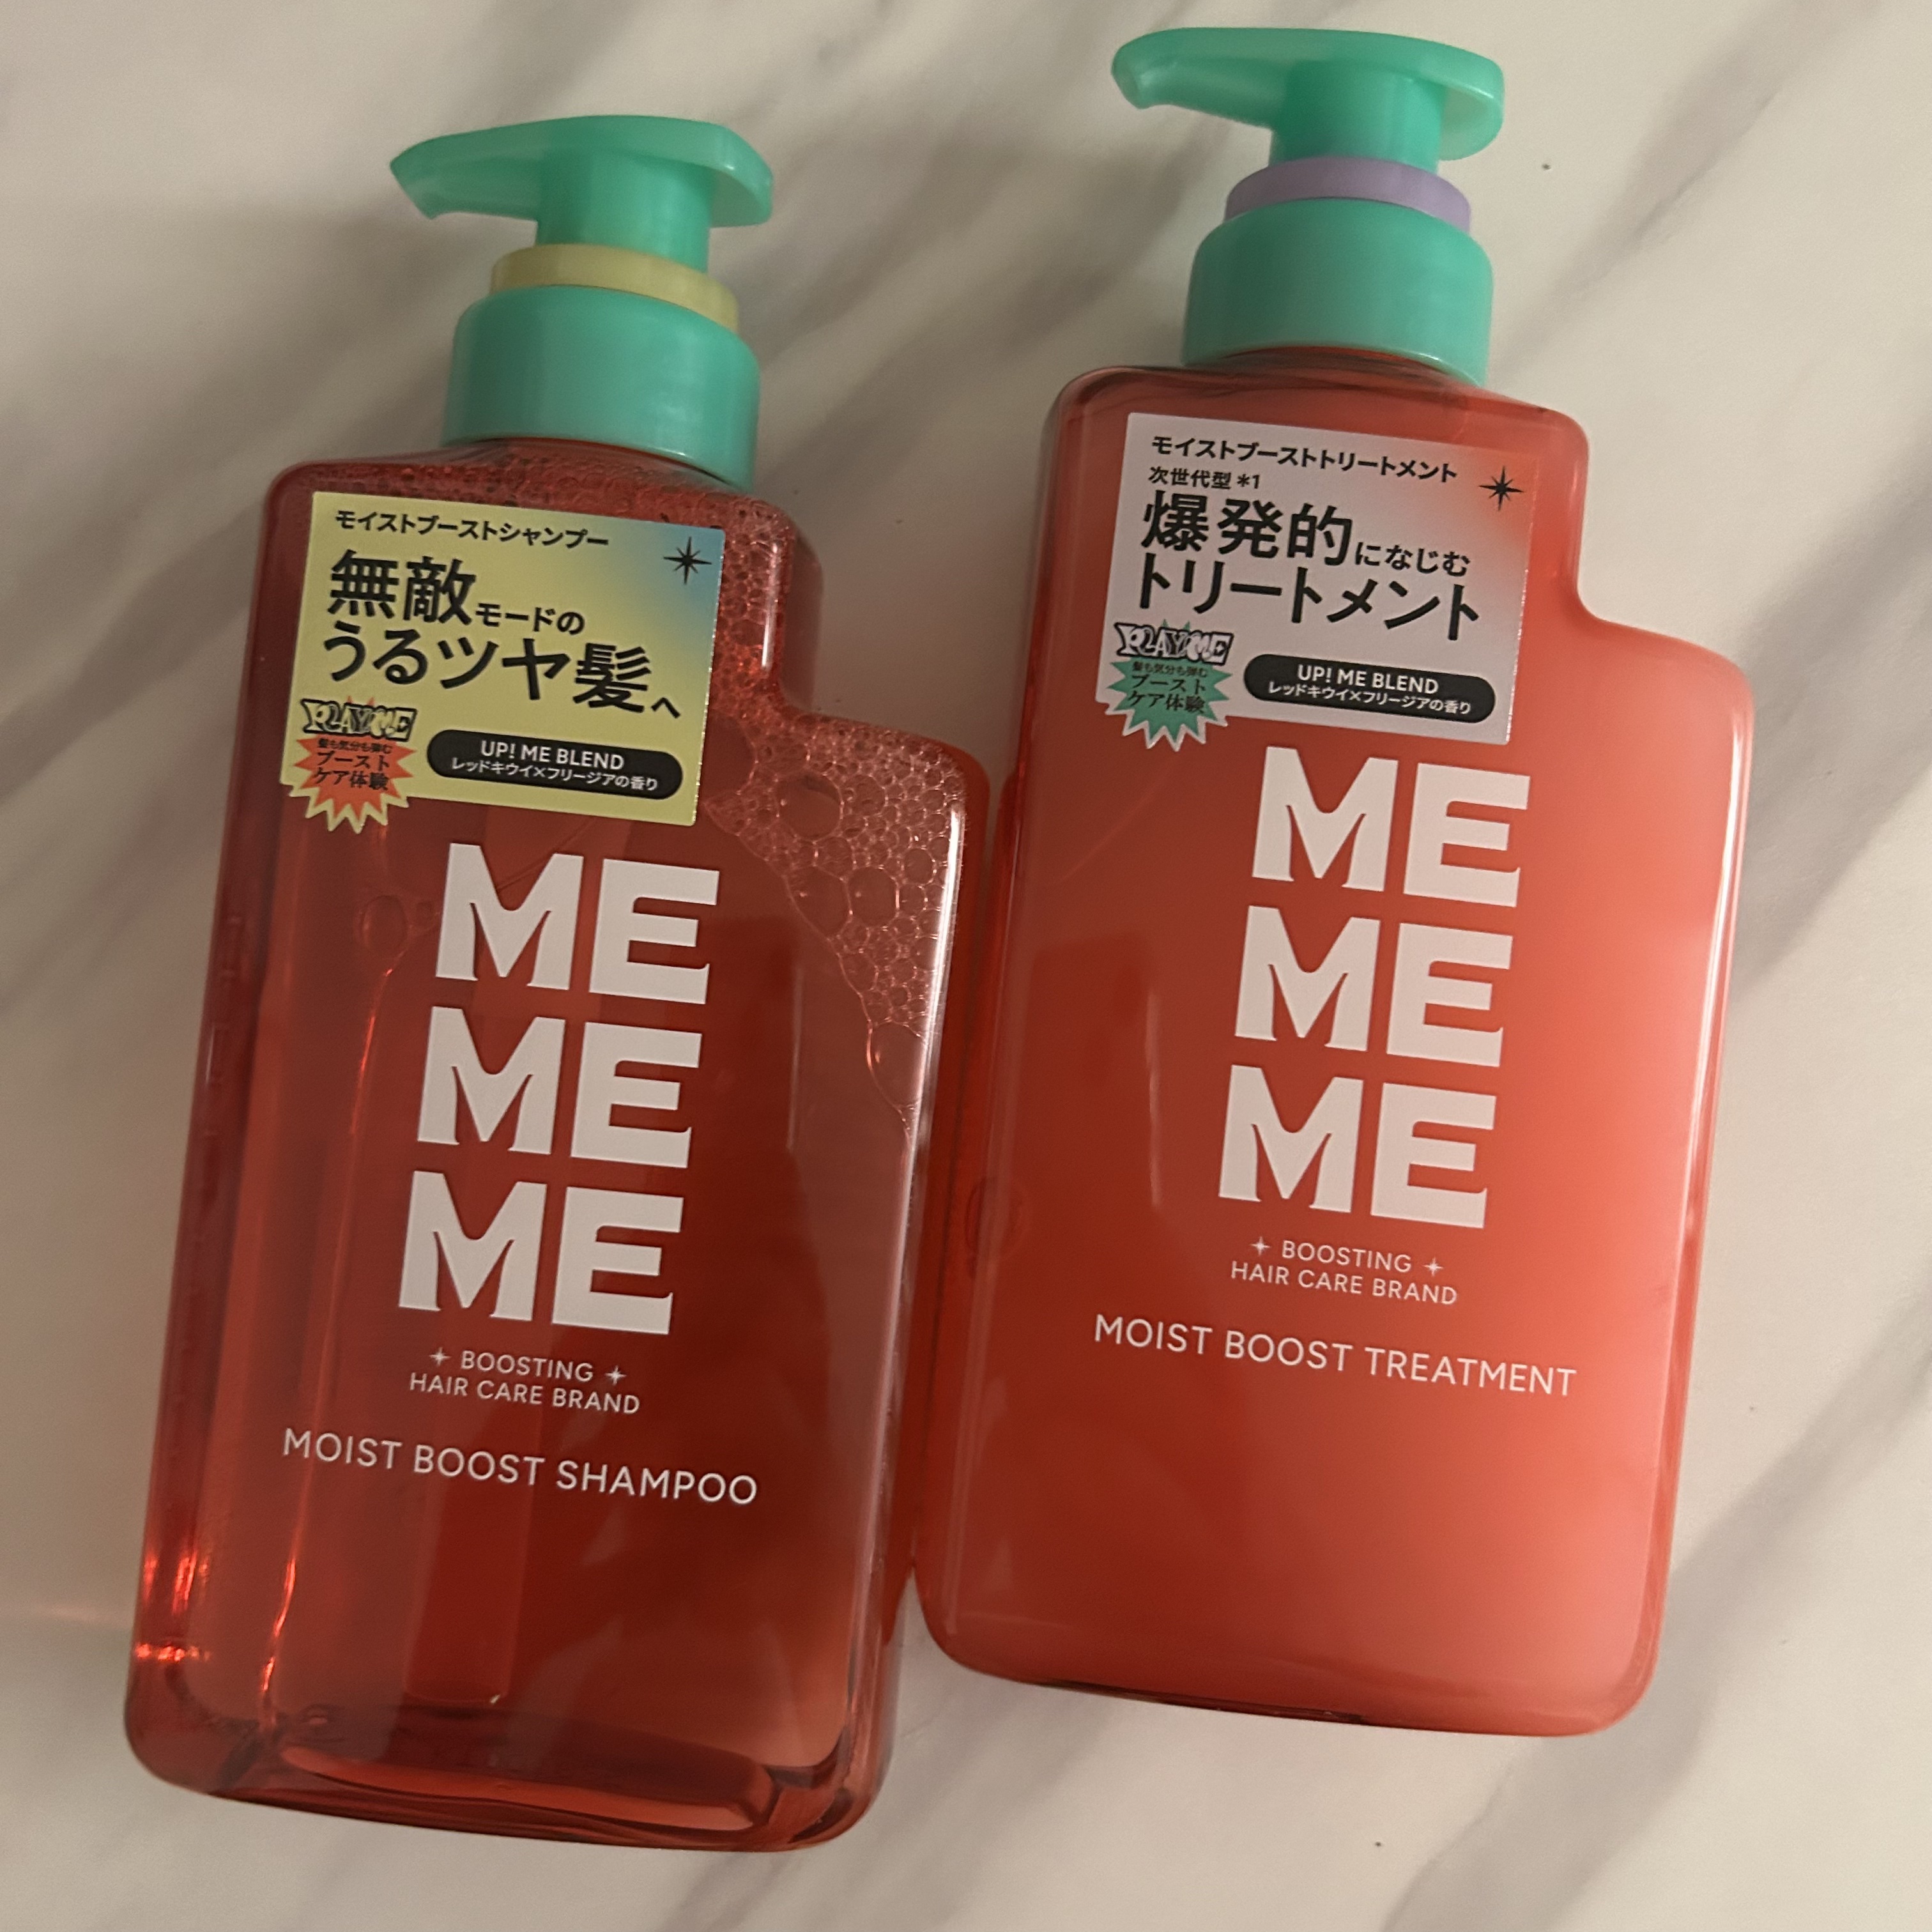 モイストブーストシャンプー
無敵モードの
うるツヤ髪へ
PLAY ME
髪も気分も弾む
ブースト
ケア体験
UP! ME BLEND
レッドキウイ×フリージアの香り
ME
ME
ME
BOOSTING
HAIR CARE BRAND
MOIST BOOST SHAMPOO
モイストブーストトリートメント
次世代型*1
爆発的になじむ
トリートメント
PLAY ME
髪も気分も弾む
ブースト
ケア体験
UP! ME BLEND
レッドキウイ×フリージアの香り
ME
ME
ME
BOOSTING
HAIR CARE BRAND
MOIST BOOST TREATMENT